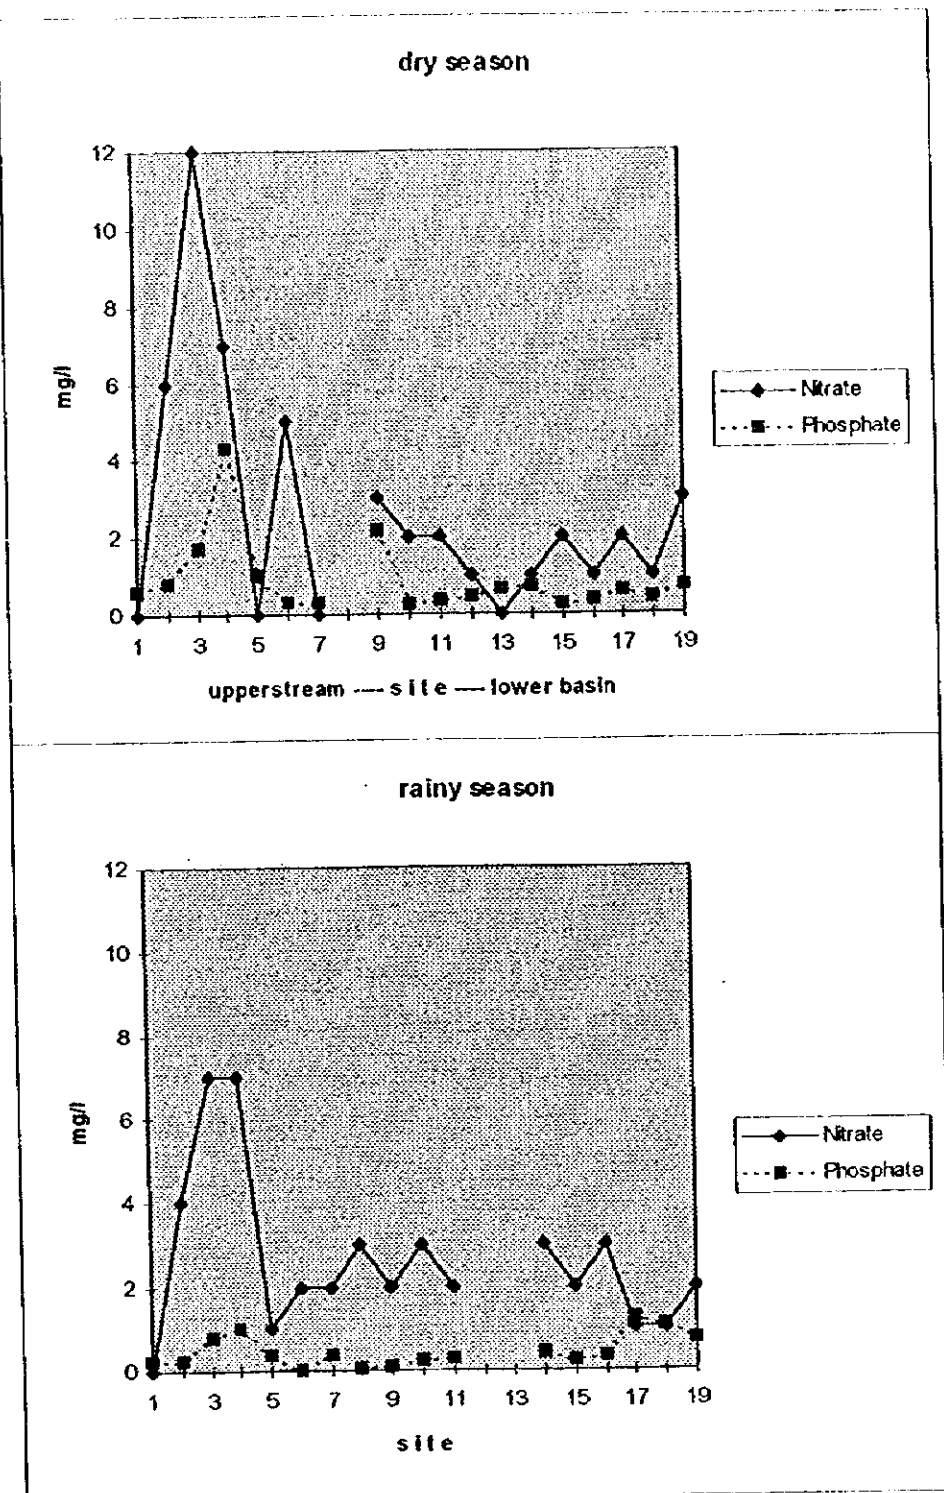 dry season
12
10
8
6
4
2
0
mg/l
Nitrate
Phosphate
1 3 5 7 9 11 13 15 17 19
upperstream ---- site ---- lower basin
rainy season
12
10
8
6
4
2
0
mg/l
Nitrate
Phosphate
1 3 5 7 9 11 13 15 17 19
site